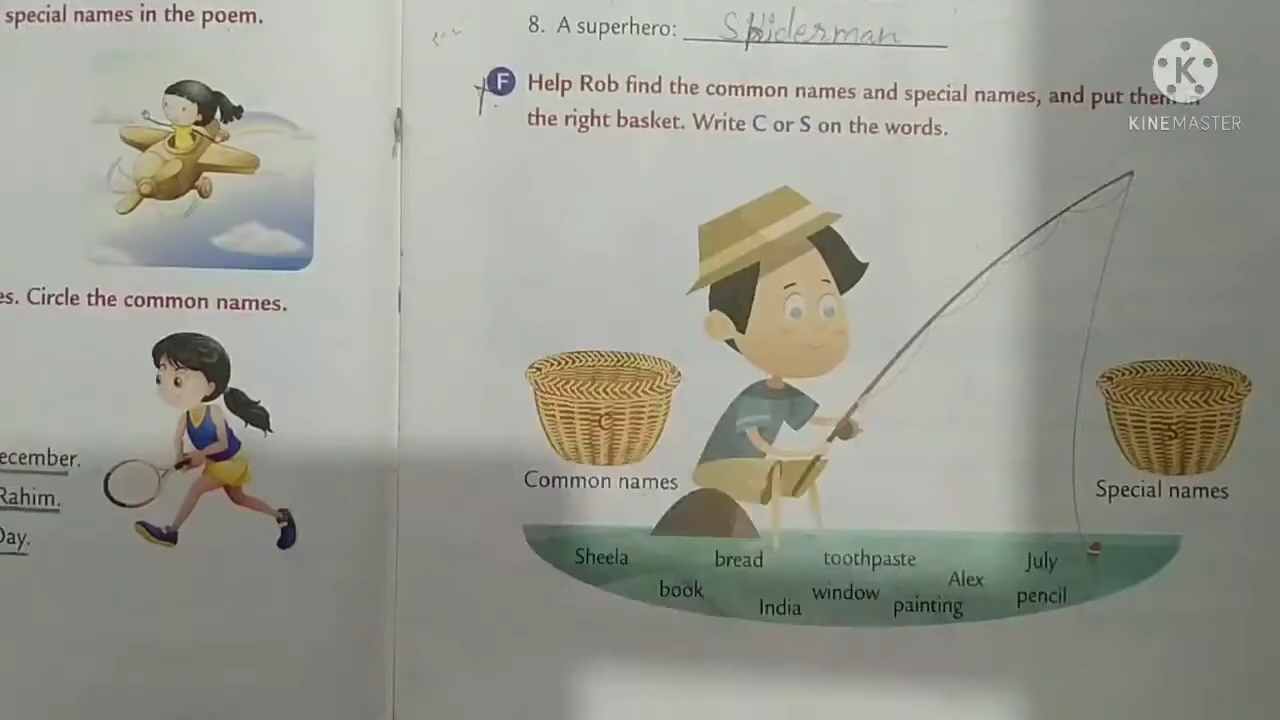 special names in the poem.
es. Circle the common names.
ecember.
Rahim.
Day.
8. A superhero: Spiderman
F Help Rob find the common names and special names, and put them in
the right basket. Write C or S on the words.
C
Common names
S
Special names
Sheela bread toothpaste July
book India window painting Alex pencil
K
KINEMASTER